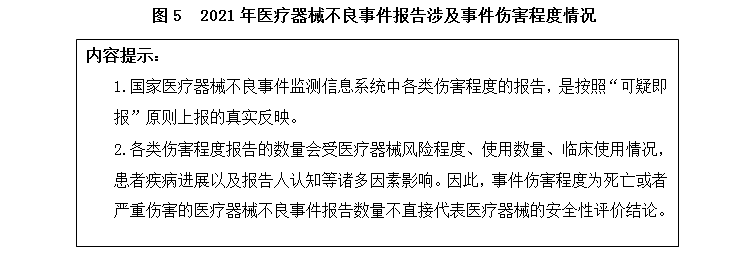 图 5 2021 年医疗器械不良事件报告涉及事件伤害程度情况
内容提示：
1.国家医疗器械不良事件监测信息系统中各类伤害程度的报告，是按照“可疑即
报”原则上报的真实反映。
2.各类伤害程度报告的数量会受医疗器械风险程度、使用数量、临床使用情况，
患者疾病进展以及报告人认知等诸多因素影响。因此，事件伤害程度为死亡或者
严重伤害的医疗器械不良事件报告数量不直接代表医疗器械的安全性评价结论。